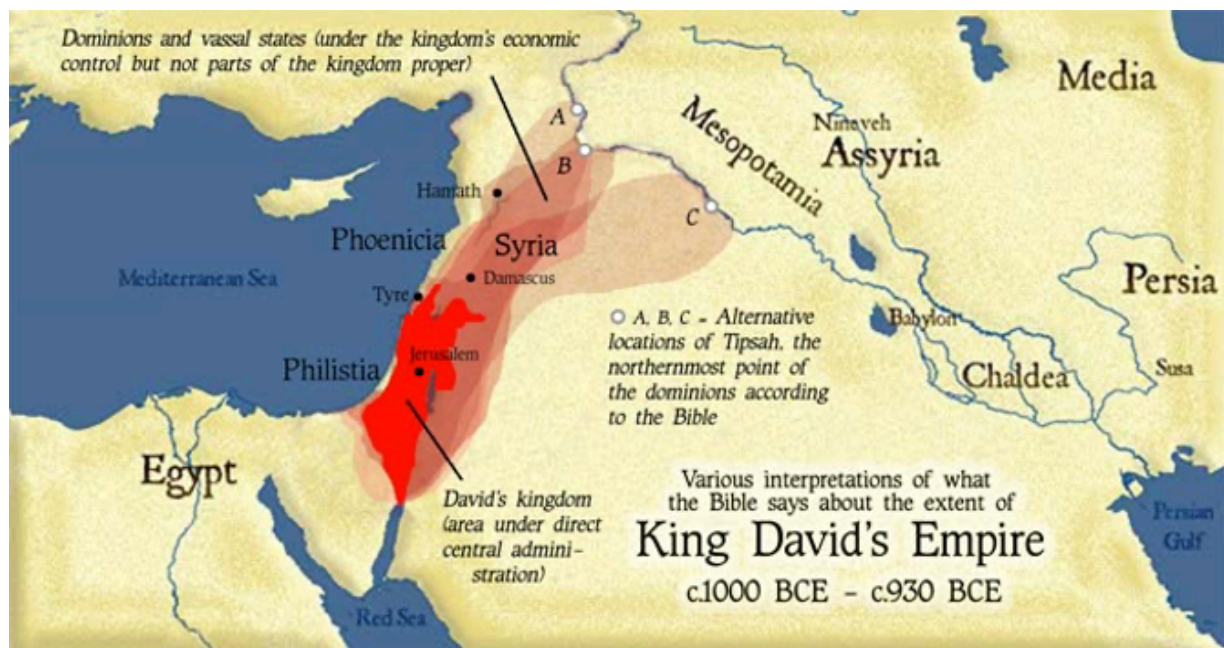 Dominions and vassal states (under the kingdom's economic
control but not parts of the kingdom proper)
Media
A
Mesopotamia
Nineveh
Assyria
B
Hamath
C
Phoenicia
Syria
Mediterranean Sea
Damascus
Persia
Tyre
A, B, C - Alternative
locations of Tipsah, the
northernmost point of
the dominions according
to the Bible
Babylon
Jerusalem
Philistia
Chaldea
Susa
Egypt
David's kingdom
(area under direct
central admini-
stration)
Various interpretations of what
the Bible says about the extent of
King David's Empire
c.1000 BCE - c.930 BCE
Persian
Gulf
Red Sea